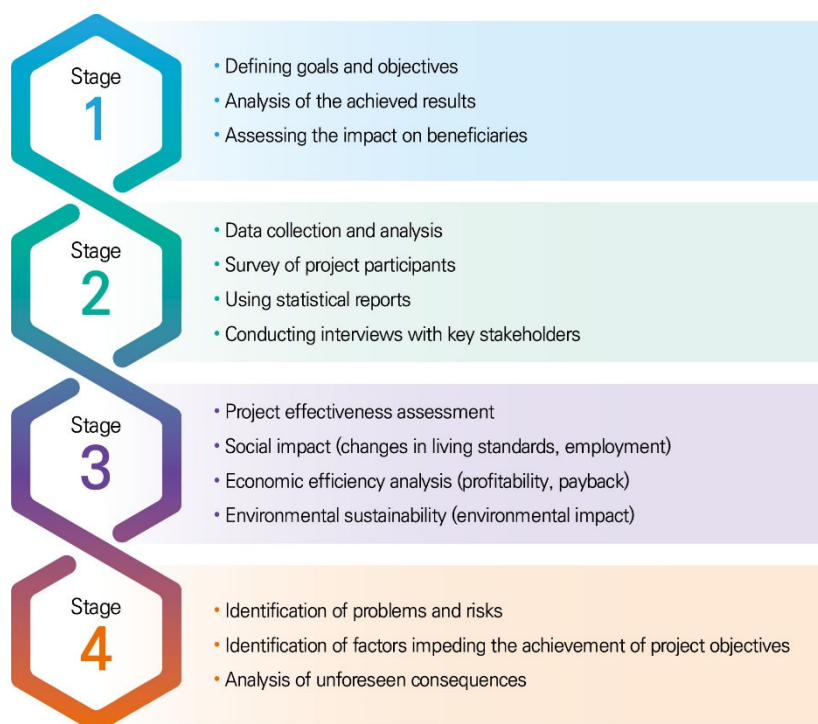 Stage
1
• Defining goals and objectives
• Analysis of the achieved results
• Assessing the impact on beneficiaries
Stage
2
• Data collection and analysis
• Survey of project participants
• Using statistical reports
• Conducting interviews with key stakeholders
Stage
3
• Project effectiveness assessment
• Social impact (changes in living standards, employment)
• Economic efficiency analysis (profitability, payback)
• Environmental sustainability (environmental impact)
Stage
4
• Identification of problems and risks
• Identification of factors impeding the achievement of project objectives
• Analysis of unforeseen consequences